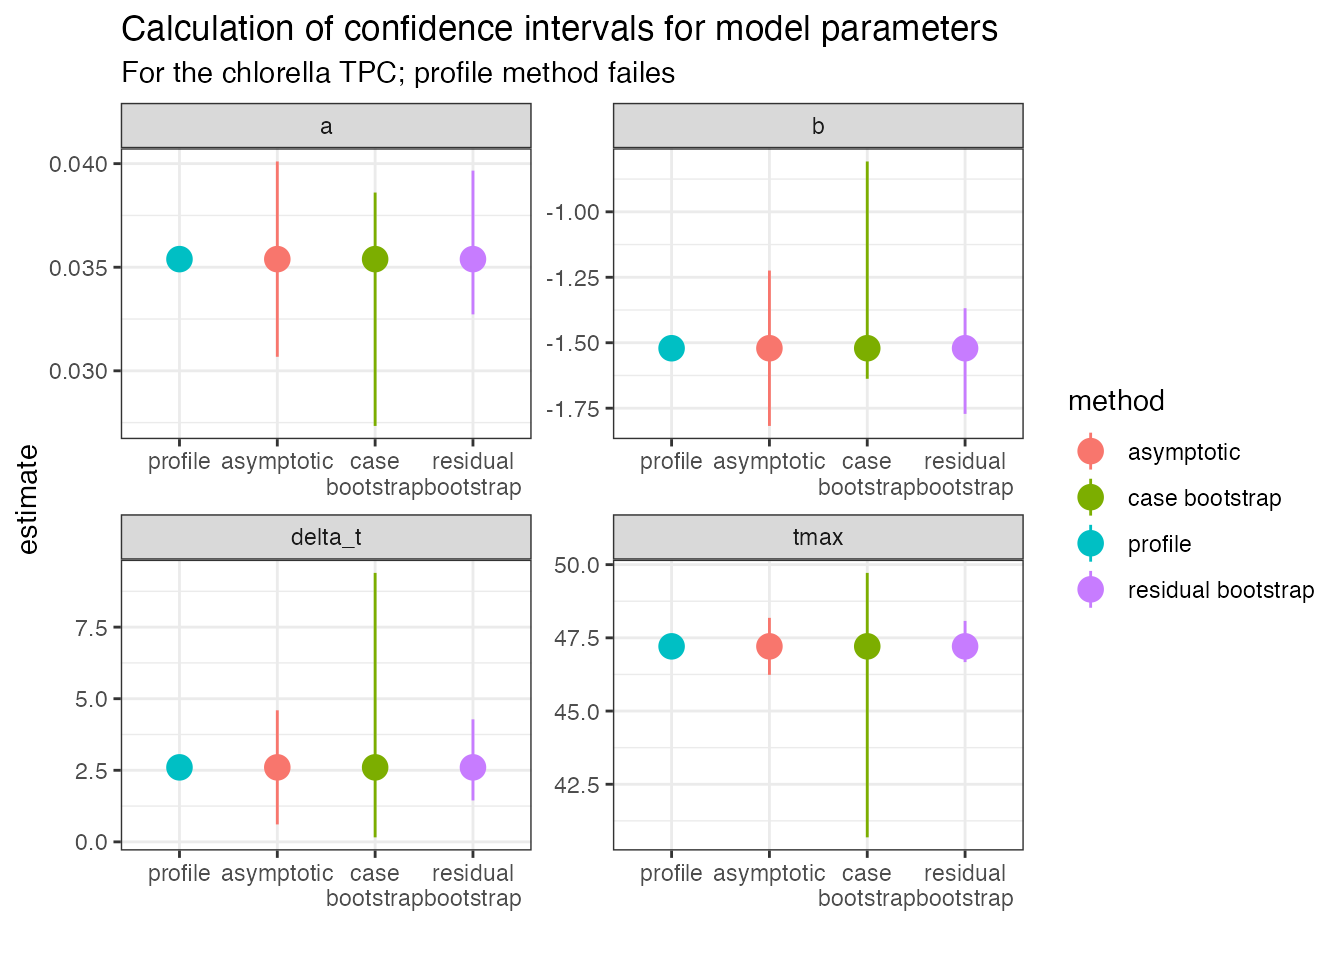 Calculation of confidence intervals for model parameters
For the chlorella TPC; profile method failes
a
b
0.040
0.035
0.030
-1.00
-1.25
-1.50
-1.75
profile asymptotic case residual
bootstrap bootstrap
profile asymptotic case residual
bootstrap bootstrap
estimate
delta_t
tmax
7.5
5.0
2.5
0.0
50.0
47.5
45.0
42.5
profile asymptotic case residual
bootstrap bootstrap
profile asymptotic case residual
bootstrap bootstrap
method
asymptotic
case bootstrap
profile
residual bootstrap